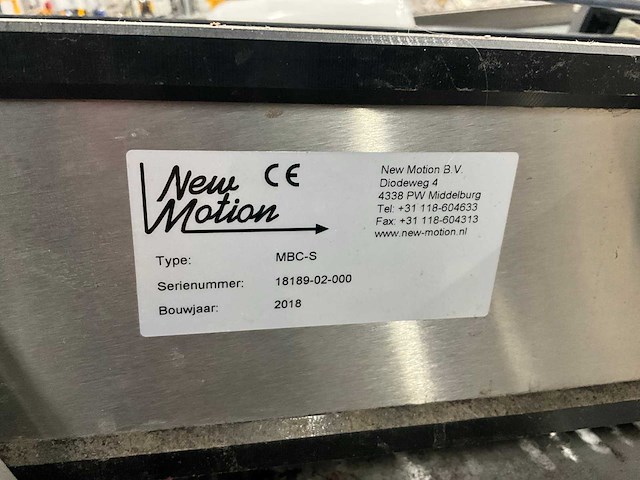 New Motion
CE
New Motion B.V.
Diodeweg 4
4338 PW Middelburg
Tel: +31 118-604633
Fax: +31 118-604313
www.new-motion.nl
Type: MBC-S
Serienummer: 18189-02-000
Bouwjaar: 2018